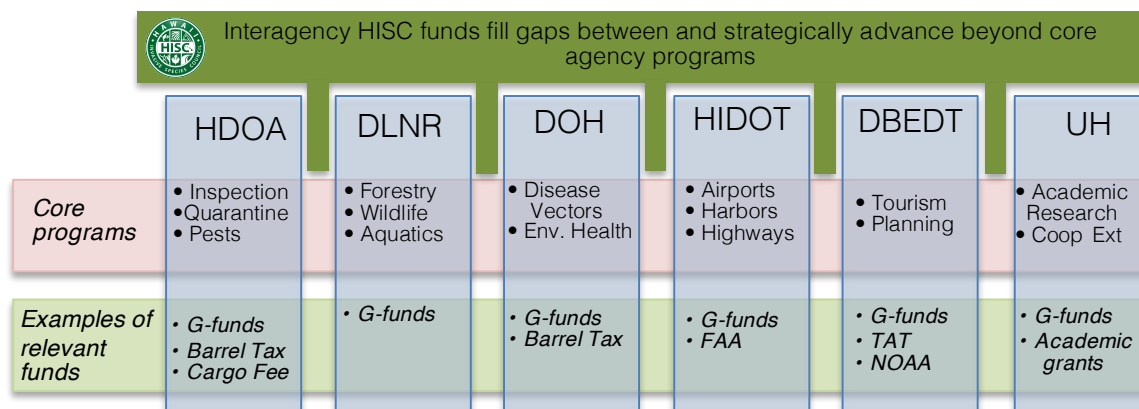 HAWAII
HISC
INVASIVE SPECIES COUNCIL
Interagency HISC funds fill gaps between and strategically advance beyond core
agency programs
HDOA
DLNR
DOH
HIDOT
DBEDT
UH
Core
programs
• Inspection
•Quarantine
• Pests
• Forestry
• Wildlife
• Aquatics
• Disease
Vectors
• Env. Health
• Airports
• Harbors
• Highways
• Tourism
• Planning
• Academic
Research
• Coop Ext
Examples of
relevant
funds
• G-funds
• Barrel Tax
• Cargo Fee
• G-funds
• G-funds
• Barrel Tax
• G-funds
• FAA
• G-funds
• TAT
• NOAA
• G-funds
• Academic
grants